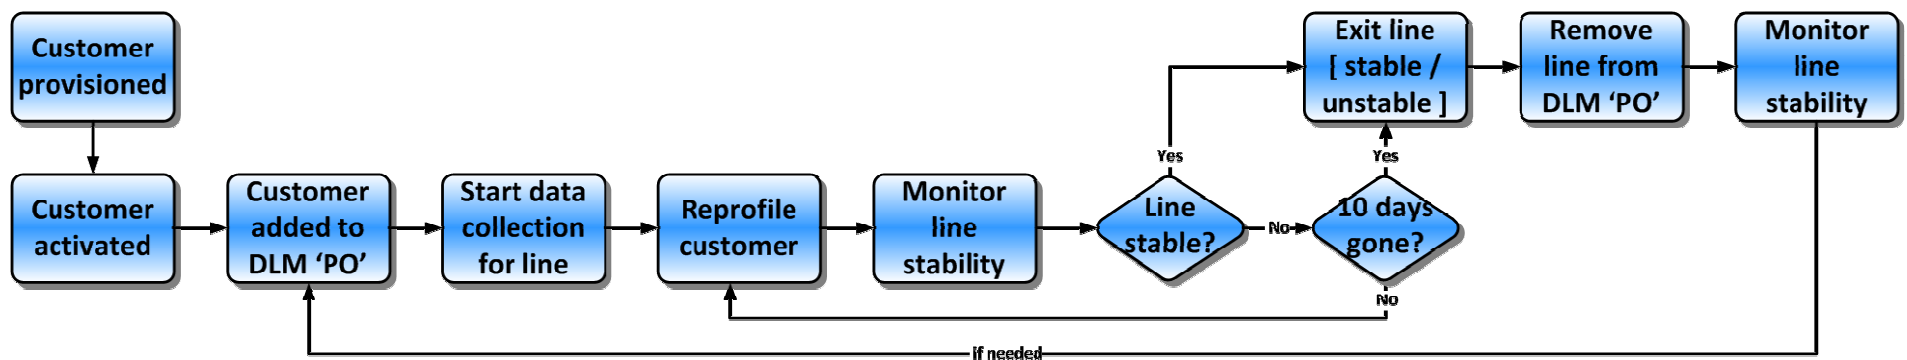 Customer
provisioned
Customer
activated
Customer
added to
DLM ‘PO’
Start data
collection
for line
Reprofile
customer
Monitor
line
stability
Line
stable?
Yes
No
10 days
gone?
Yes
No
Exit line
[ stable /
unstable ]
Remove
line from
DLM ‘PO’
Monitor
line
stability
if needed